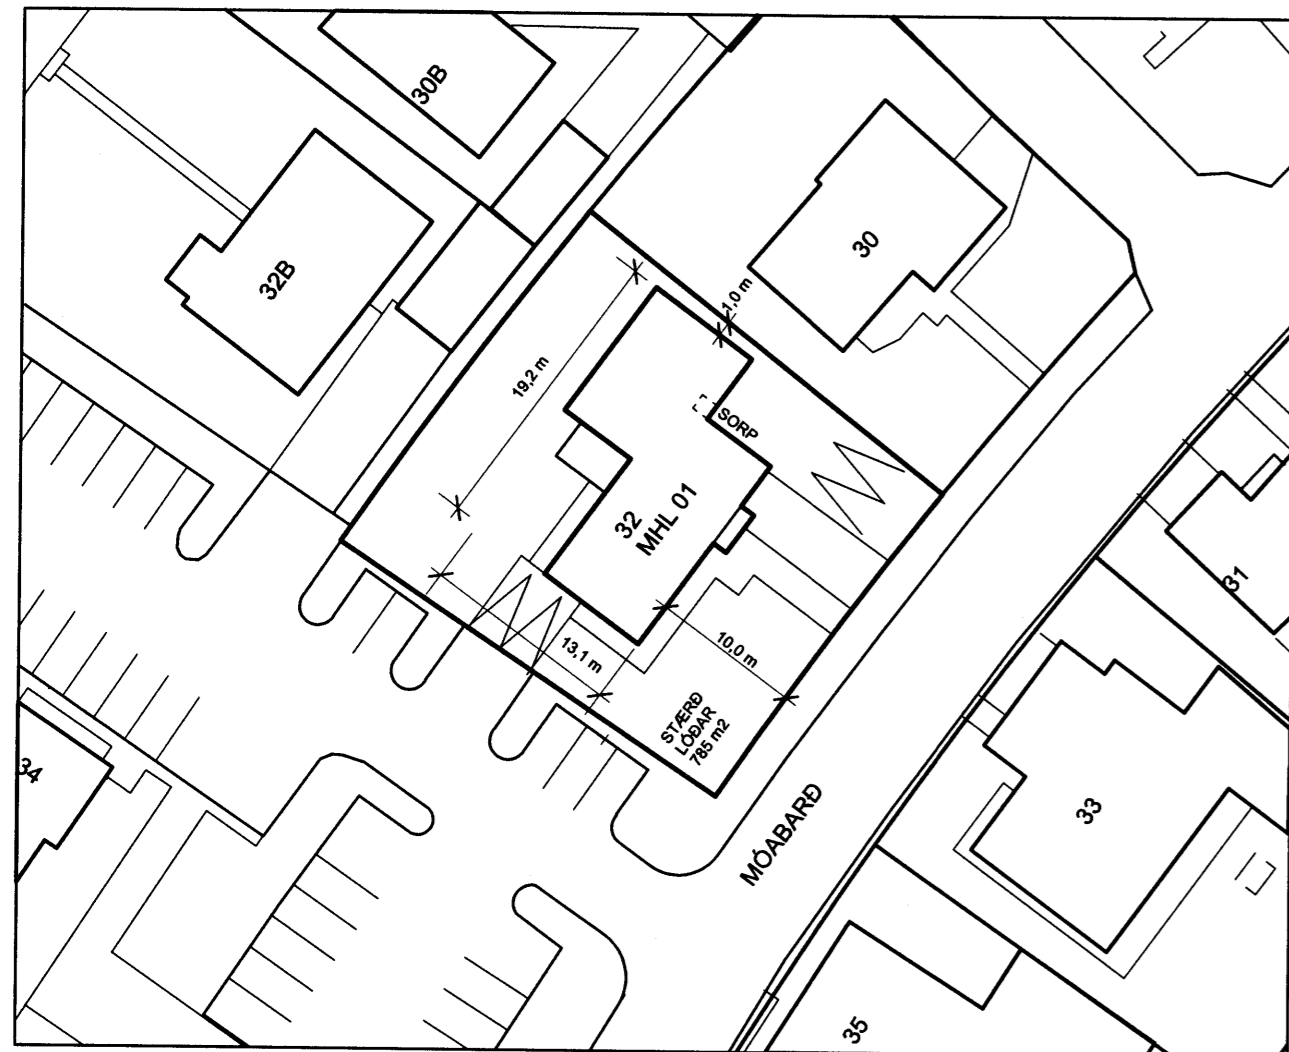 30B
32B
30
1,0 m
19,2 m
SORP
32
MHL 01
31
13,1 m
10,0 m
STÆRÐ
LÓÐAR
785 m2
34
MÓABARÐ
33
35